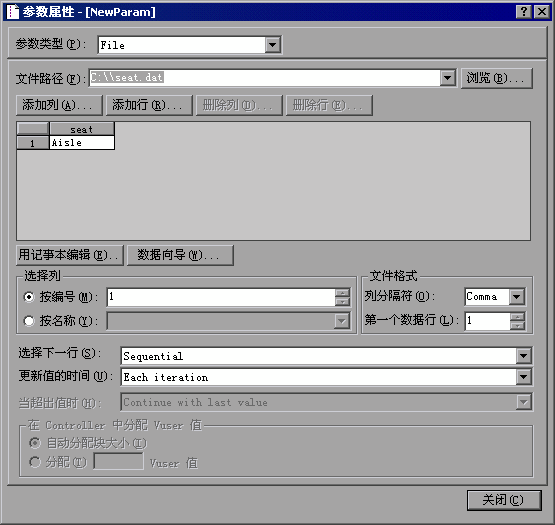 参数属性 - [NewParam]
参数类型(P): File
文件路径(F): C:\\seat.dat 浏览(B)...
添加列(A)... 添加行(R)... 删除列(D)... 删除行(E)...
seat
1 Aisle
用记事本编辑(E).. 数据向导(W)...
选择列 文件格式
按编号(M): 1 列分隔符(O): Comma
按名称(Y): 第一个数据行(L): 1
选择下一行(S): Sequential
更新值的时间(U): Each iteration
当超出值时(H): Continue with last value
在 Controller 中分配 Vuser 值
自动分配块大小(I)
分配(T) Vuser 值
关闭(C)